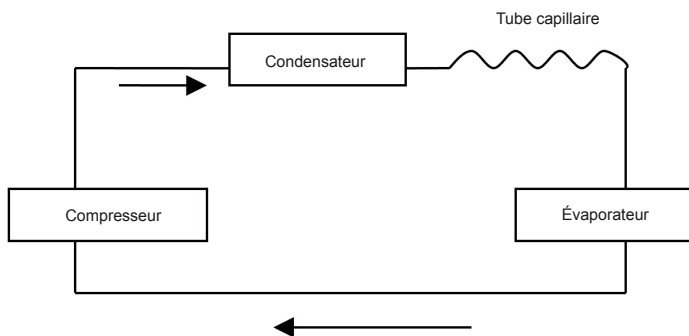 Tube capillaire
Condensateur
Compresseur
Évaporateur